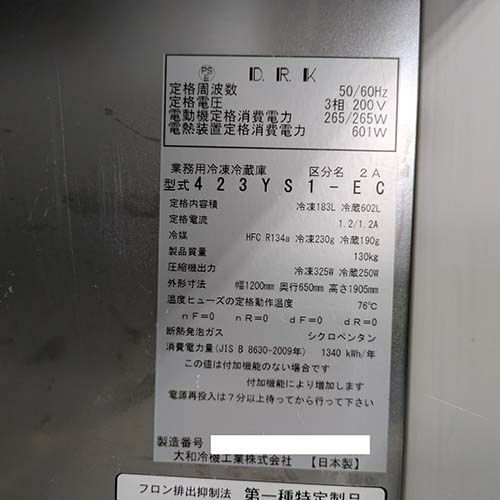 PS E D.R.K
定格周波数 50/60Hz
定格電圧 3相 200V
電動機定格消費電力 265/265W
電熱装置定格消費電力 601W
業務用冷凍冷蔵庫 区分名 2A
型式 423YS1-EC
定格内容積 冷凍183L 冷蔵602L
定格電流 1.2/1.2A
冷媒 HFC R134a 冷凍230g 冷蔵190g
製品質量 130kg
圧縮機出力 冷凍325W 冷蔵250W
外形寸法 幅1200mm 奥行650mm 高さ1905mm
温度ヒューズの定格動作温度 76℃
nF=0 nR=0 dF=0 dR=0
断熱発泡ガス シクロペンタン
消費電力量(JIS B 8630-2009年) 1340 kWh/年
この値は付加機能のない場合です
付加機能により増加します
電源再投入は7分以上待ってから行って下さい
製造番号
大和冷機工業株式会社 【日本製】
フロン排出抑制法 第一種特定製品